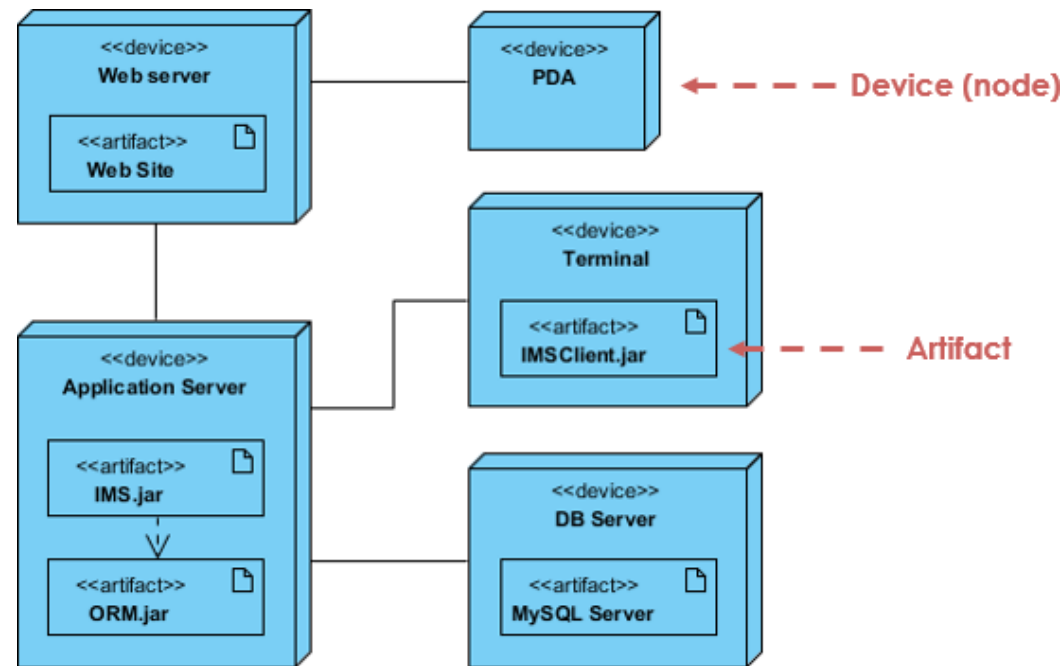 <<device>>
Web server
<<artifact>>
Web Site
<<device>>
PDA
Device (node)
<<device>>
Terminal
<<artifact>>
IMSClient.jar
Artifact
<<device>>
Application Server
<<artifact>>
IMS.jar
<<artifact>>
ORM.jar
<<device>>
DB Server
<<artifact>>
MySQL Server